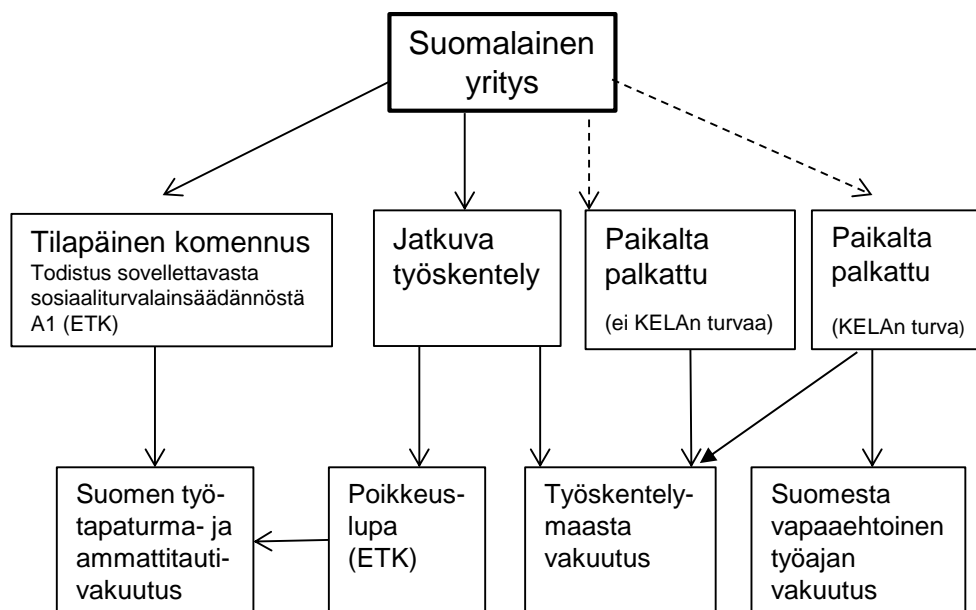 Suomalainen
yritys
Tilapäinen komennus
Todistus sovellettavasta
sosiaaliturvalainsäädännöstä
A1 (ETK)
Jatkuva
työskentely
Paikalta
palkattu
(ei KELAn turvaa)
Paikalta
palkattu
(KELAn turva)
Suomen työ-
tapaturma- ja
ammattitauti-
vakuutus
Poikkeus-
lupa
(ETK)
Työskentely-
maasta
vakuutus
Suomesta
vapaaehtoinen
työajan
vakuutus